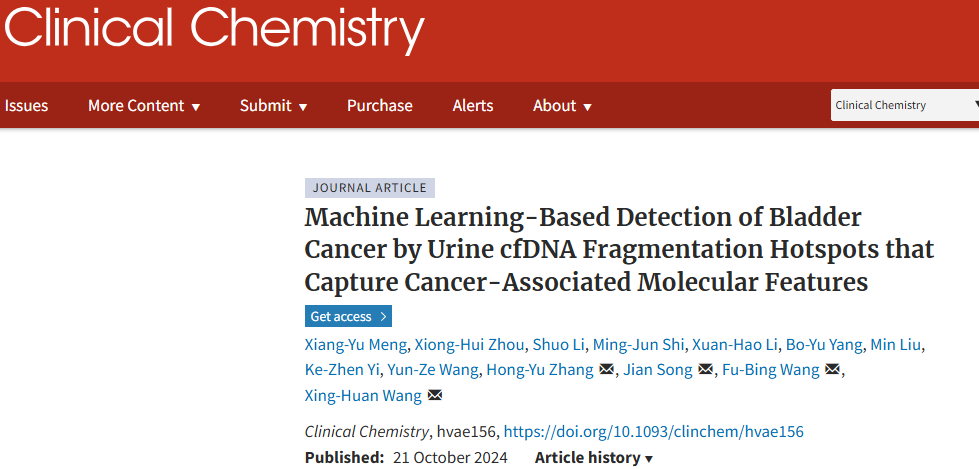 Clinical Chemistry
Issues More Content ▼ Submit ▼ Purchase Alerts About ▼ Clinical Chemistry ▼
JOURNAL ARTICLE
Machine Learning-Based Detection of Bladder
Cancer by Urine cfDNA Fragmentation Hotspots that
Capture Cancer-Associated Molecular Features
Get access >
Xiang-Yu Meng, Xiong-Hui Zhou, Shuo Li, Ming-Jun Shi, Xuan-Hao Li, Bo-Yu Yang, Min Liu,
Ke-Zhen Yi, Yun-Ze Wang, Hong-Yu Zhang ✉, Jian Song ✉, Fu-Bing Wang ✉,
Xing-Huan Wang ✉
Clinical Chemistry, hvae156, https://doi.org/10.1093/clinchem/hvae156
Published: 21 October 2024 Article history ▼